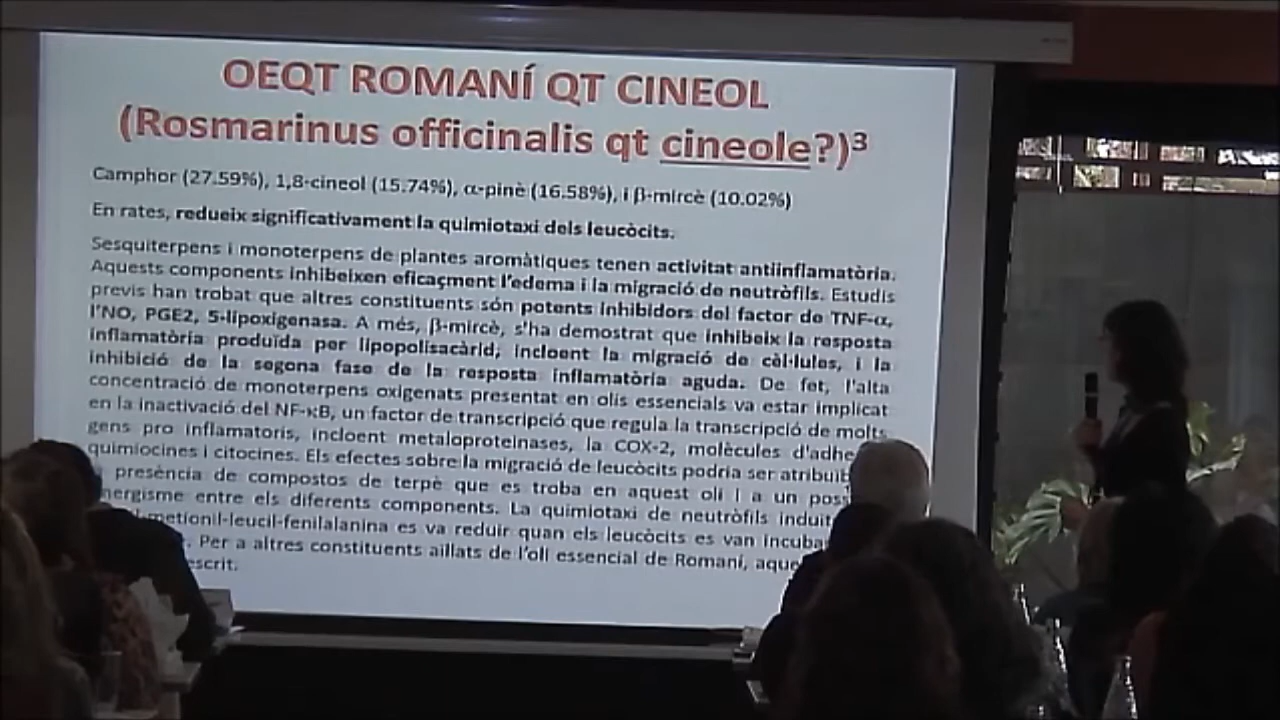 OEQT ROMANÍ QT CINEOL
(Rosmarinus officinalis qt cineole?)³
Camphor (27.59%), 1,8-cineol (15.74%), α-pinè (16.58%), i β-mircè (10.02%)
En rates, redueix significativament la quimiotaxi dels leucòcits.
Sesquiterpens i monoterpens de plantes aromàtiques tenen activitat antiinflamatòria.
Aquests components inhibeixen eficaçment l'edema i la migració de neutròfils. Estudis
previs han trobat que altres constituents són potents inhibidors del factor de TNF-α,
l'NO, PGE2, 5-lipoxigenasa. A més, β-mircè, s'ha demostrat que inhibeix la resposta
inflamatòria produïda per lipopolisacàrid; incloent la migració de cèl·lules, i la
inhibició de la segona fase de la resposta inflamatòria aguda. De fet, l'alta
concentració de monoterpens oxigenats presentat en olis essencials va estar implicat
en la inactivació del NF-κB, un factor de transcripció que regula la transcripció de molts
gens pro inflamatoris, incloent metaloproteinases, la COX-2, molècules d'adhe
quimiocines i citocines. Els efectes sobre la migració de leucòcits podria ser atribuï
presència de compostos de terpè que es troba en aquest oli i a un pos
nergisme entre els diferents components. La quimiotaxi de neutròfils induï
metionil-leucil-fenilalanina es va reduir quan els leucòcits es van incuba
. Per a altres constituents aïllats de l'oli essencial de Romaní, aque
escrit.